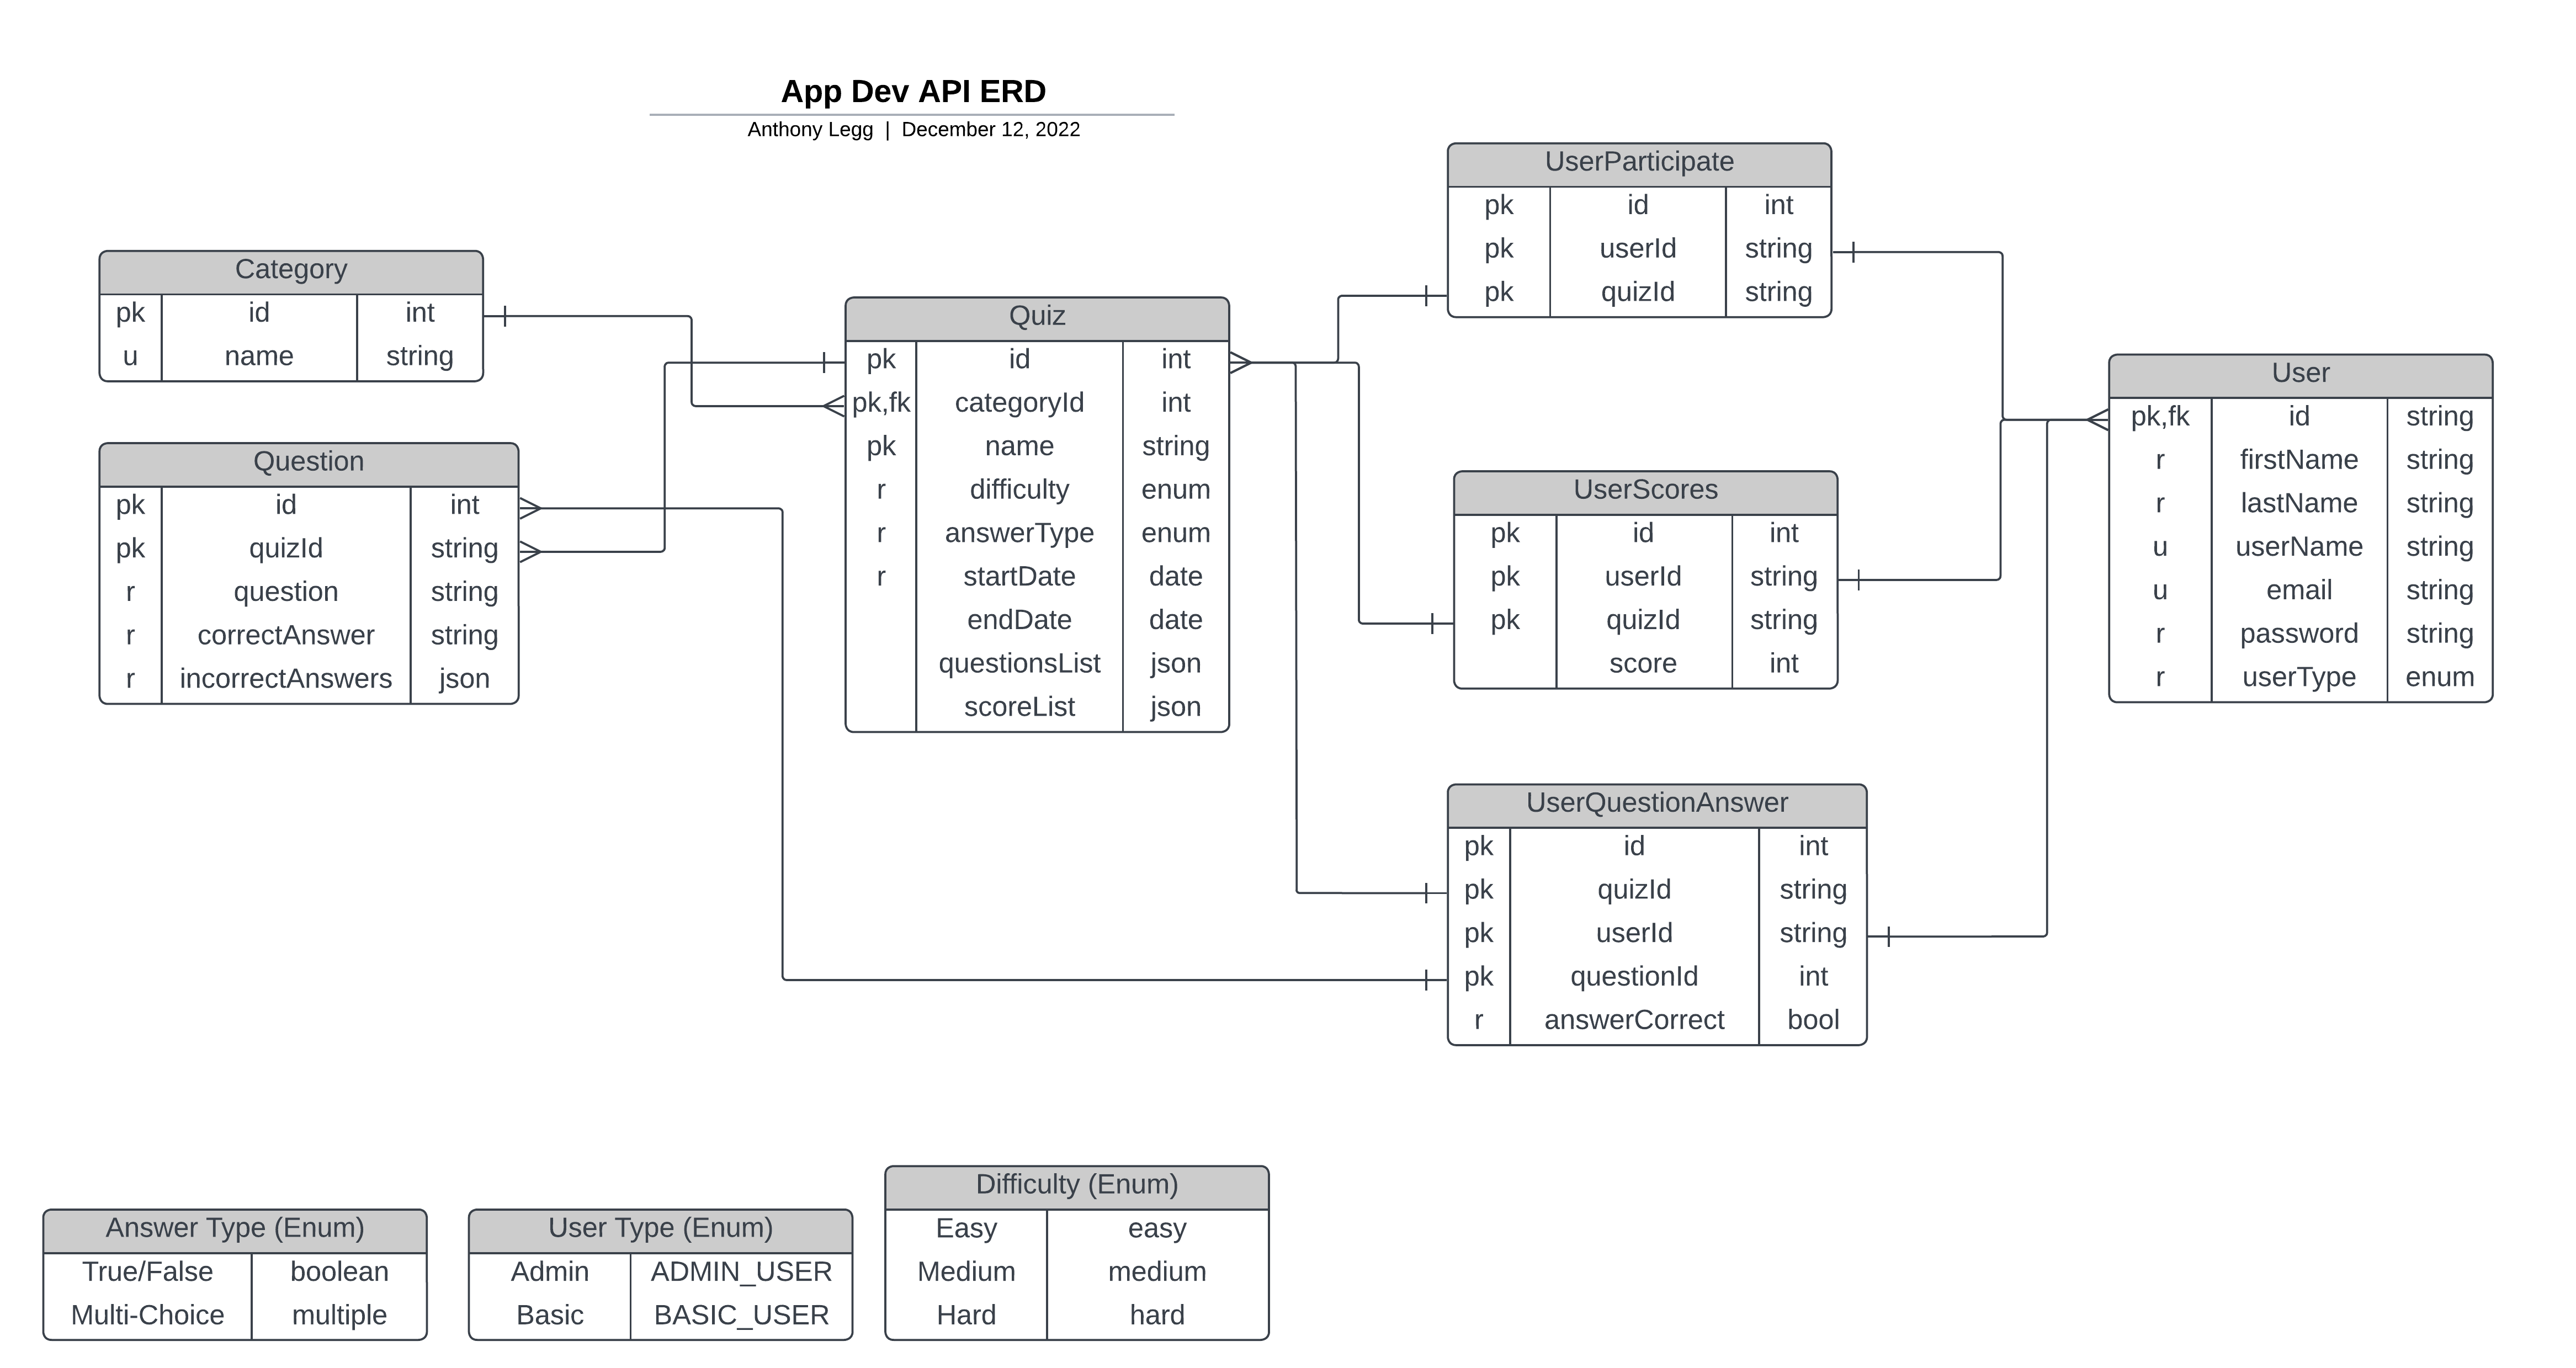 App Dev API ERD
Anthony Legg | December 12, 2022
Category
pk id int
u name string
Question
pk id int
pk quizId string
r question string
r correctAnswer string
r incorrectAnswers json
Quiz
pk id int
pk,fk categoryId int
pk name string
r difficulty enum
r answerType enum
r startDate date
endDate date
questionsList json
scoreList json
UserParticipate
pk id int
pk userId string
pk quizId string
UserScores
pk id int
pk userId string
pk quizId string
score int
UserQuestionAnswer
pk id int
pk quizId string
pk userId string
pk questionId int
r answerCorrect bool
User
pk,fk id string
r firstName string
r lastName string
u userName string
u email string
r password string
r userType enum
Answer Type (Enum)
True/False boolean
Multi-Choice multiple
User Type (Enum)
Admin ADMIN_USER
Basic BASIC_USER
Difficulty (Enum)
Easy easy
Medium medium
Hard hard